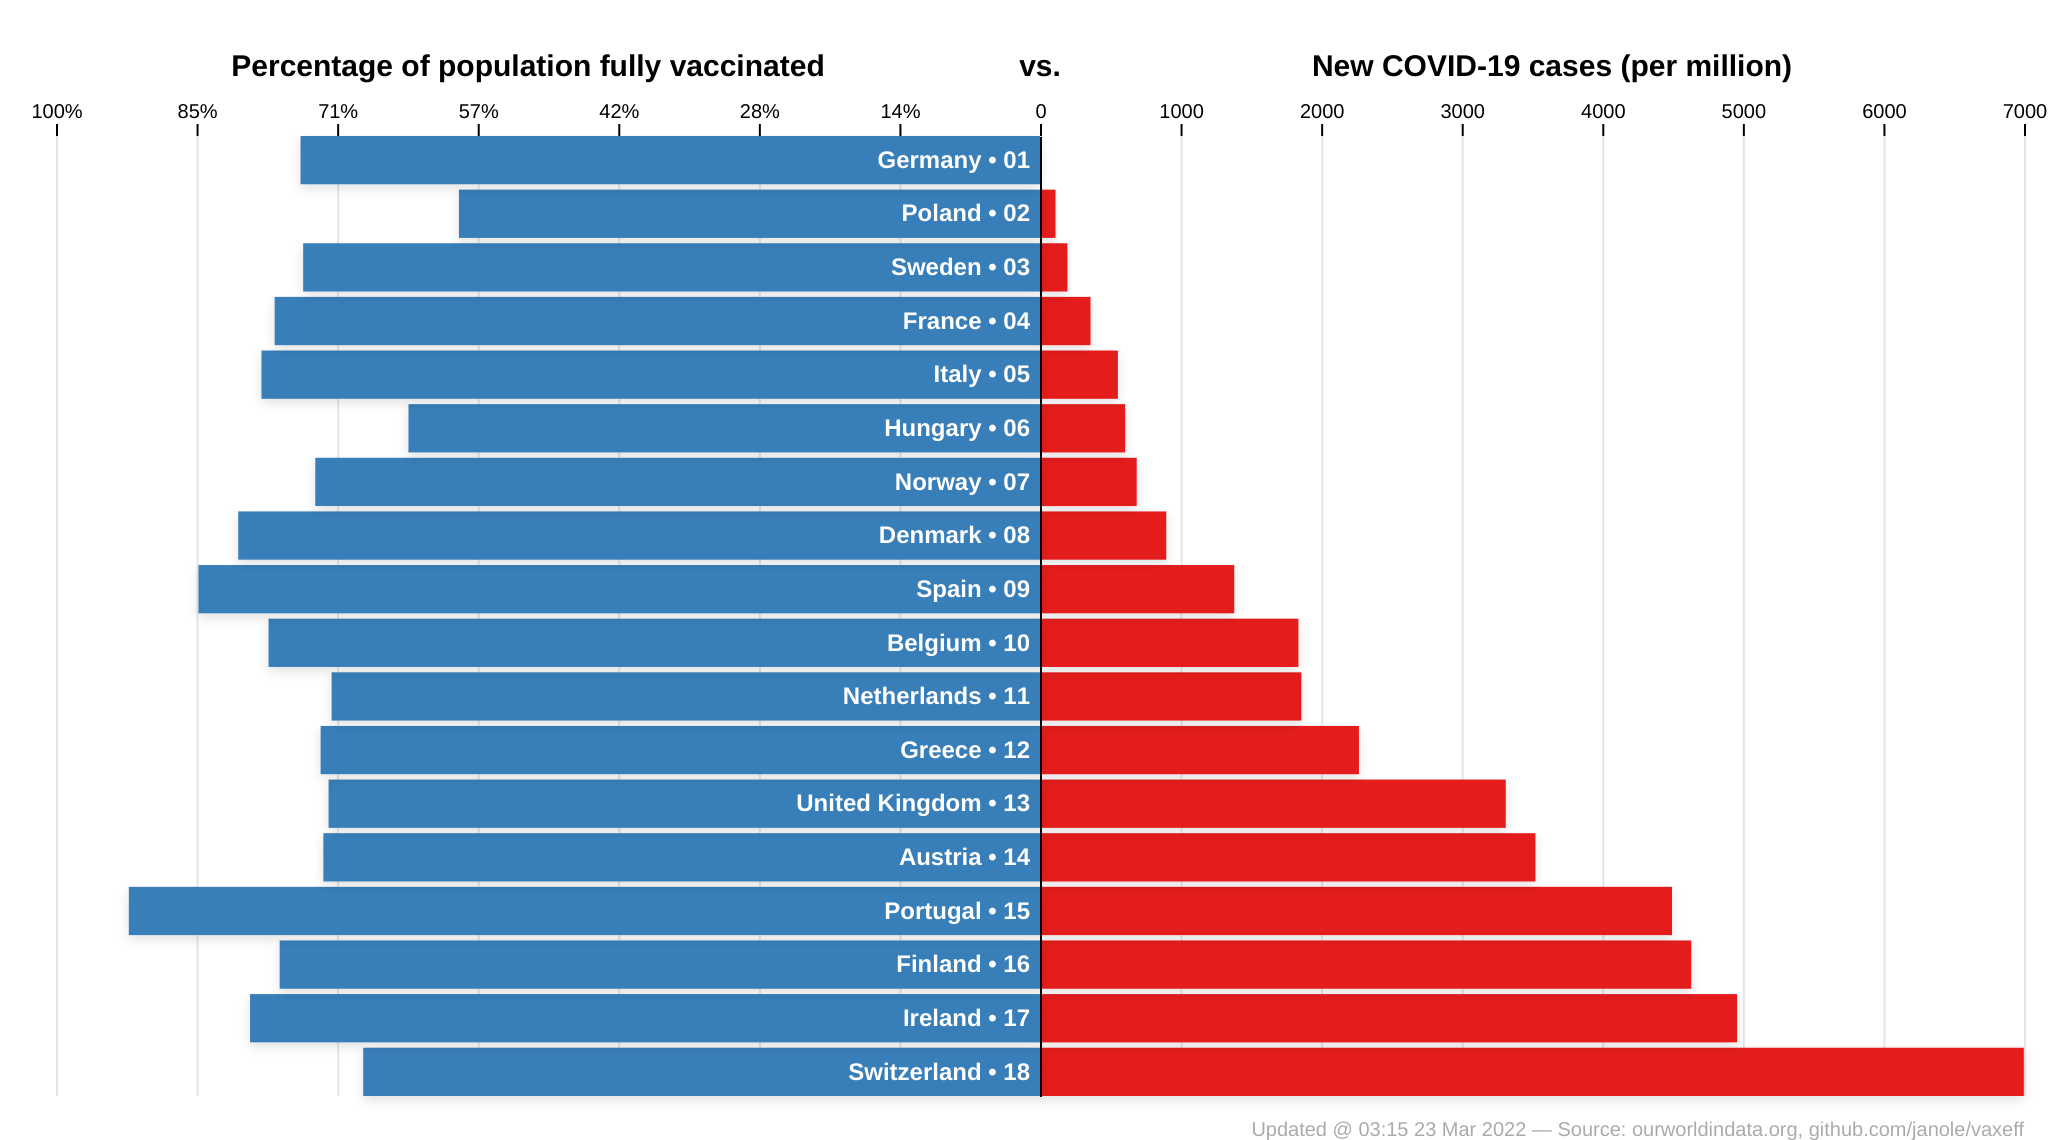 Percentage of population fully vaccinated vs. New COVID-19 cases (per million)
100% 85% 71% 57% 42% 28% 14% 0 1000 2000 3000 4000 5000 6000 7000
Germany • 01
Poland • 02
Sweden • 03
France • 04
Italy • 05
Hungary • 06
Norway • 07
Denmark • 08
Spain • 09
Belgium • 10
Netherlands • 11
Greece • 12
United Kingdom • 13
Austria • 14
Portugal • 15
Finland • 16
Ireland • 17
Switzerland • 18
Updated @ 03:15 23 Mar 2022 — Source: ourworldindata.org, github.com/janole/vaxeff